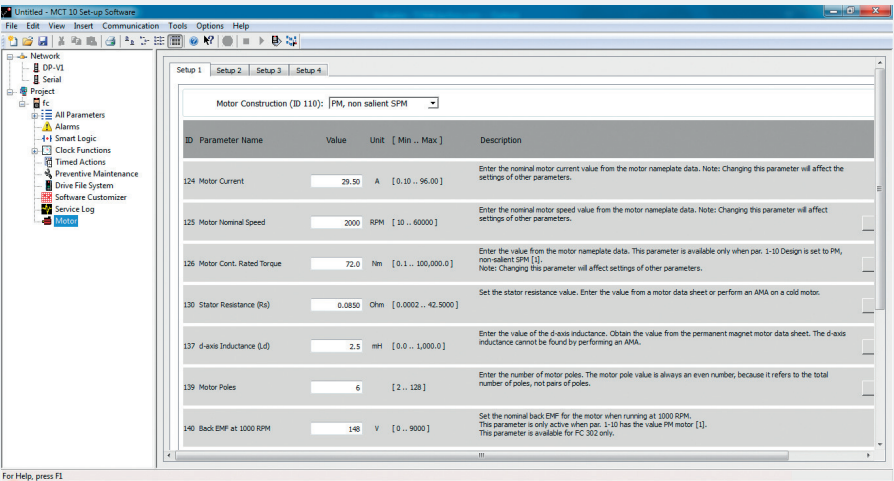 Untitled - MCT 10 Set-up Software
File Edit View Insert Communication Tools Options Help
Network
DP-V1
Serial
Project
fc
All Parameters
Alarms
Smart Logic
Clock Functions
Timed Actions
Preventive Maintenance
Drive File System
Software Customizer
Service Log
Motor
Setup 1 Setup 2 Setup 3 Setup 4
Motor Construction (ID 110): PM, non salient SPM
ID Parameter Name Value Unit [ Min .. Max ] Description
124 Motor Current 29.50 A [ 0.10 .. 96.00 ] Enter the nominal motor current value from the motor nameplate data. Note: Changing this parameter will affect the
settings of other parameters.
125 Motor Nominal Speed 2000 RPM [ 10 .. 60000 ] Enter the nominal motor speed value from the motor nameplate data. Note: Changing this parameter will affect
settings of other parameters.
126 Motor Cont. Rated Torque 72.0 Nm [ 0.1 .. 100,000.0 ] Enter the value from the motor nameplate data. This parameter is available only when par. 1-10 Design is set to PM,
non-salient SPM [1].
Note: Changing this parameter will affect settings of other parameters.
130 Stator Resistance (Rs) 0.0850 Ohm [ 0.0002 .. 42.5000 ] Set the stator resistance value. Enter the value from a motor data sheet or perform an AMA on a cold motor.
137 d-axis Inductance (Ld) 2.5 mH [ 0.0 .. 1,000.0 ] Enter the value of the d-axis inductance. Obtain the value from the permanent magnet motor data sheet. The d-axis
inductance cannot be found by performing an AMA.
139 Motor Poles 6 [ 2 .. 128 ] Enter the number of motor poles. The motor pole value is always an even number, because it refers to the total
number of poles, not pairs of poles.
140 Back EMF at 1000 RPM 148 V [ 0 .. 9000 ] Set the nominal back EMF for the motor when running at 1000 RPM.
This parameter is only active when par. 1-10 has the value PM motor [1].
This parameter is available for FC 302 only.
For Help, press F1